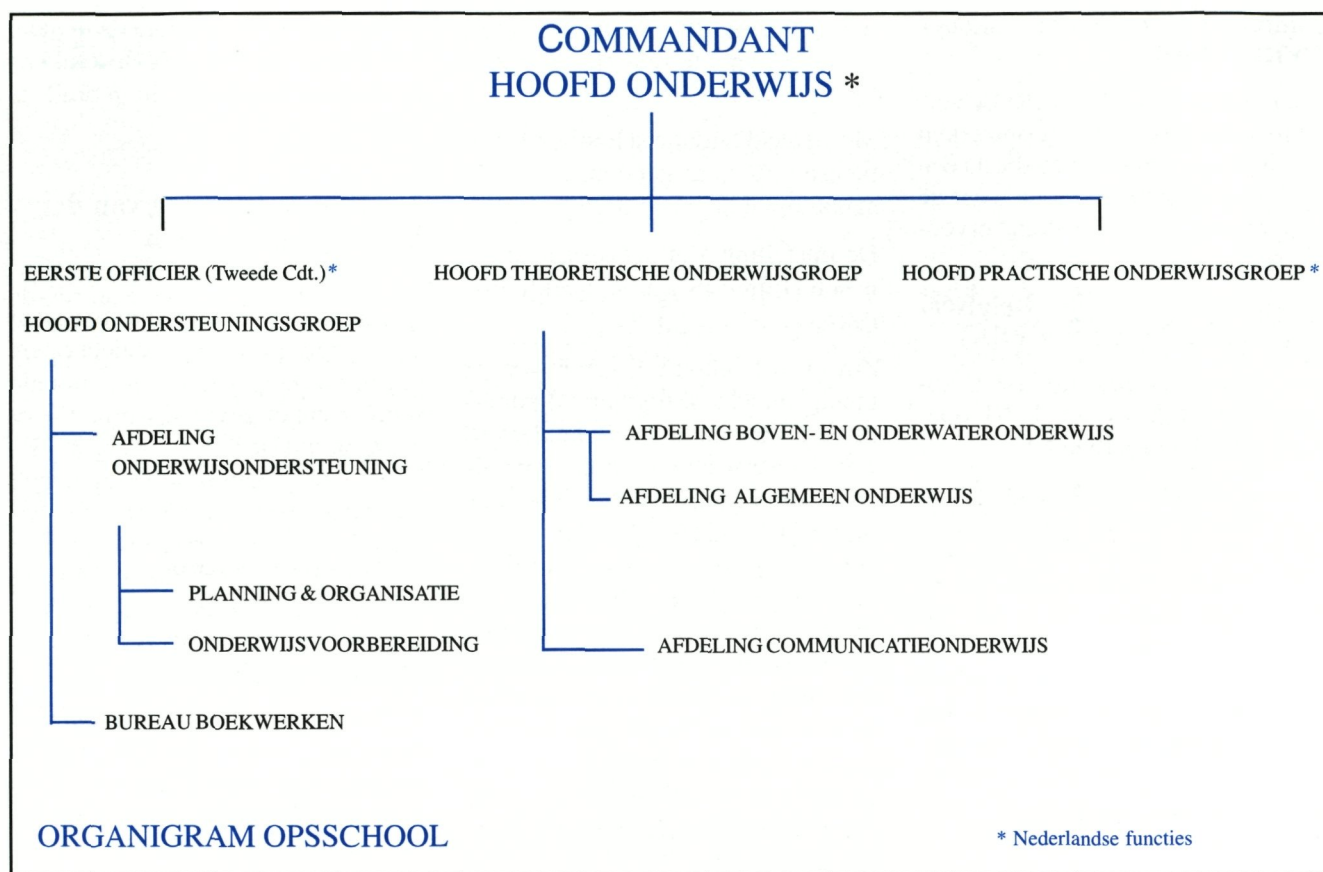 COMMANDANT
HOOFD ONDERWIJS *
EERSTE OFFICIER (Tweede Cdt.)*
HOOFD ONDERSTEUNINGSGROEP
AFDELING
ONDERWIJSONDERSTEUNING
PLANNING & ORGANISATIE
ONDERWIJSVOORBEREIDING
BUREAU BOEKWERKEN
HOOFD THEORETISCHE ONDERWIJSGROEP
AFDELING BOVEN- EN ONDERWATERONDERWIJS
AFDELING ALGEMEEN ONDERWIJS
AFDELING COMMUNICATIEONDERWIJS
HOOFD PRACTISCHE ONDERWIJSGROEP *
ORGANIGRAM OPSSCHOOL
* Nederlandse functies